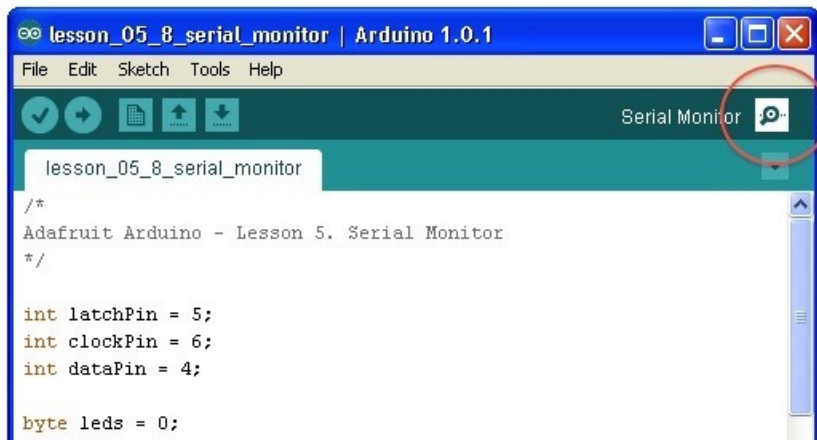 lesson_05_8_serial_monitor | Arduino 1.0.1
File Edit Sketch Tools Help
Serial Monitor
lesson_05_8_serial_monitor
/*
Adafruit Arduino - Lesson 5. Serial Monitor
*/
int latchPin = 5;
int clockPin = 6;
int dataPin = 4;
byte leds = 0;